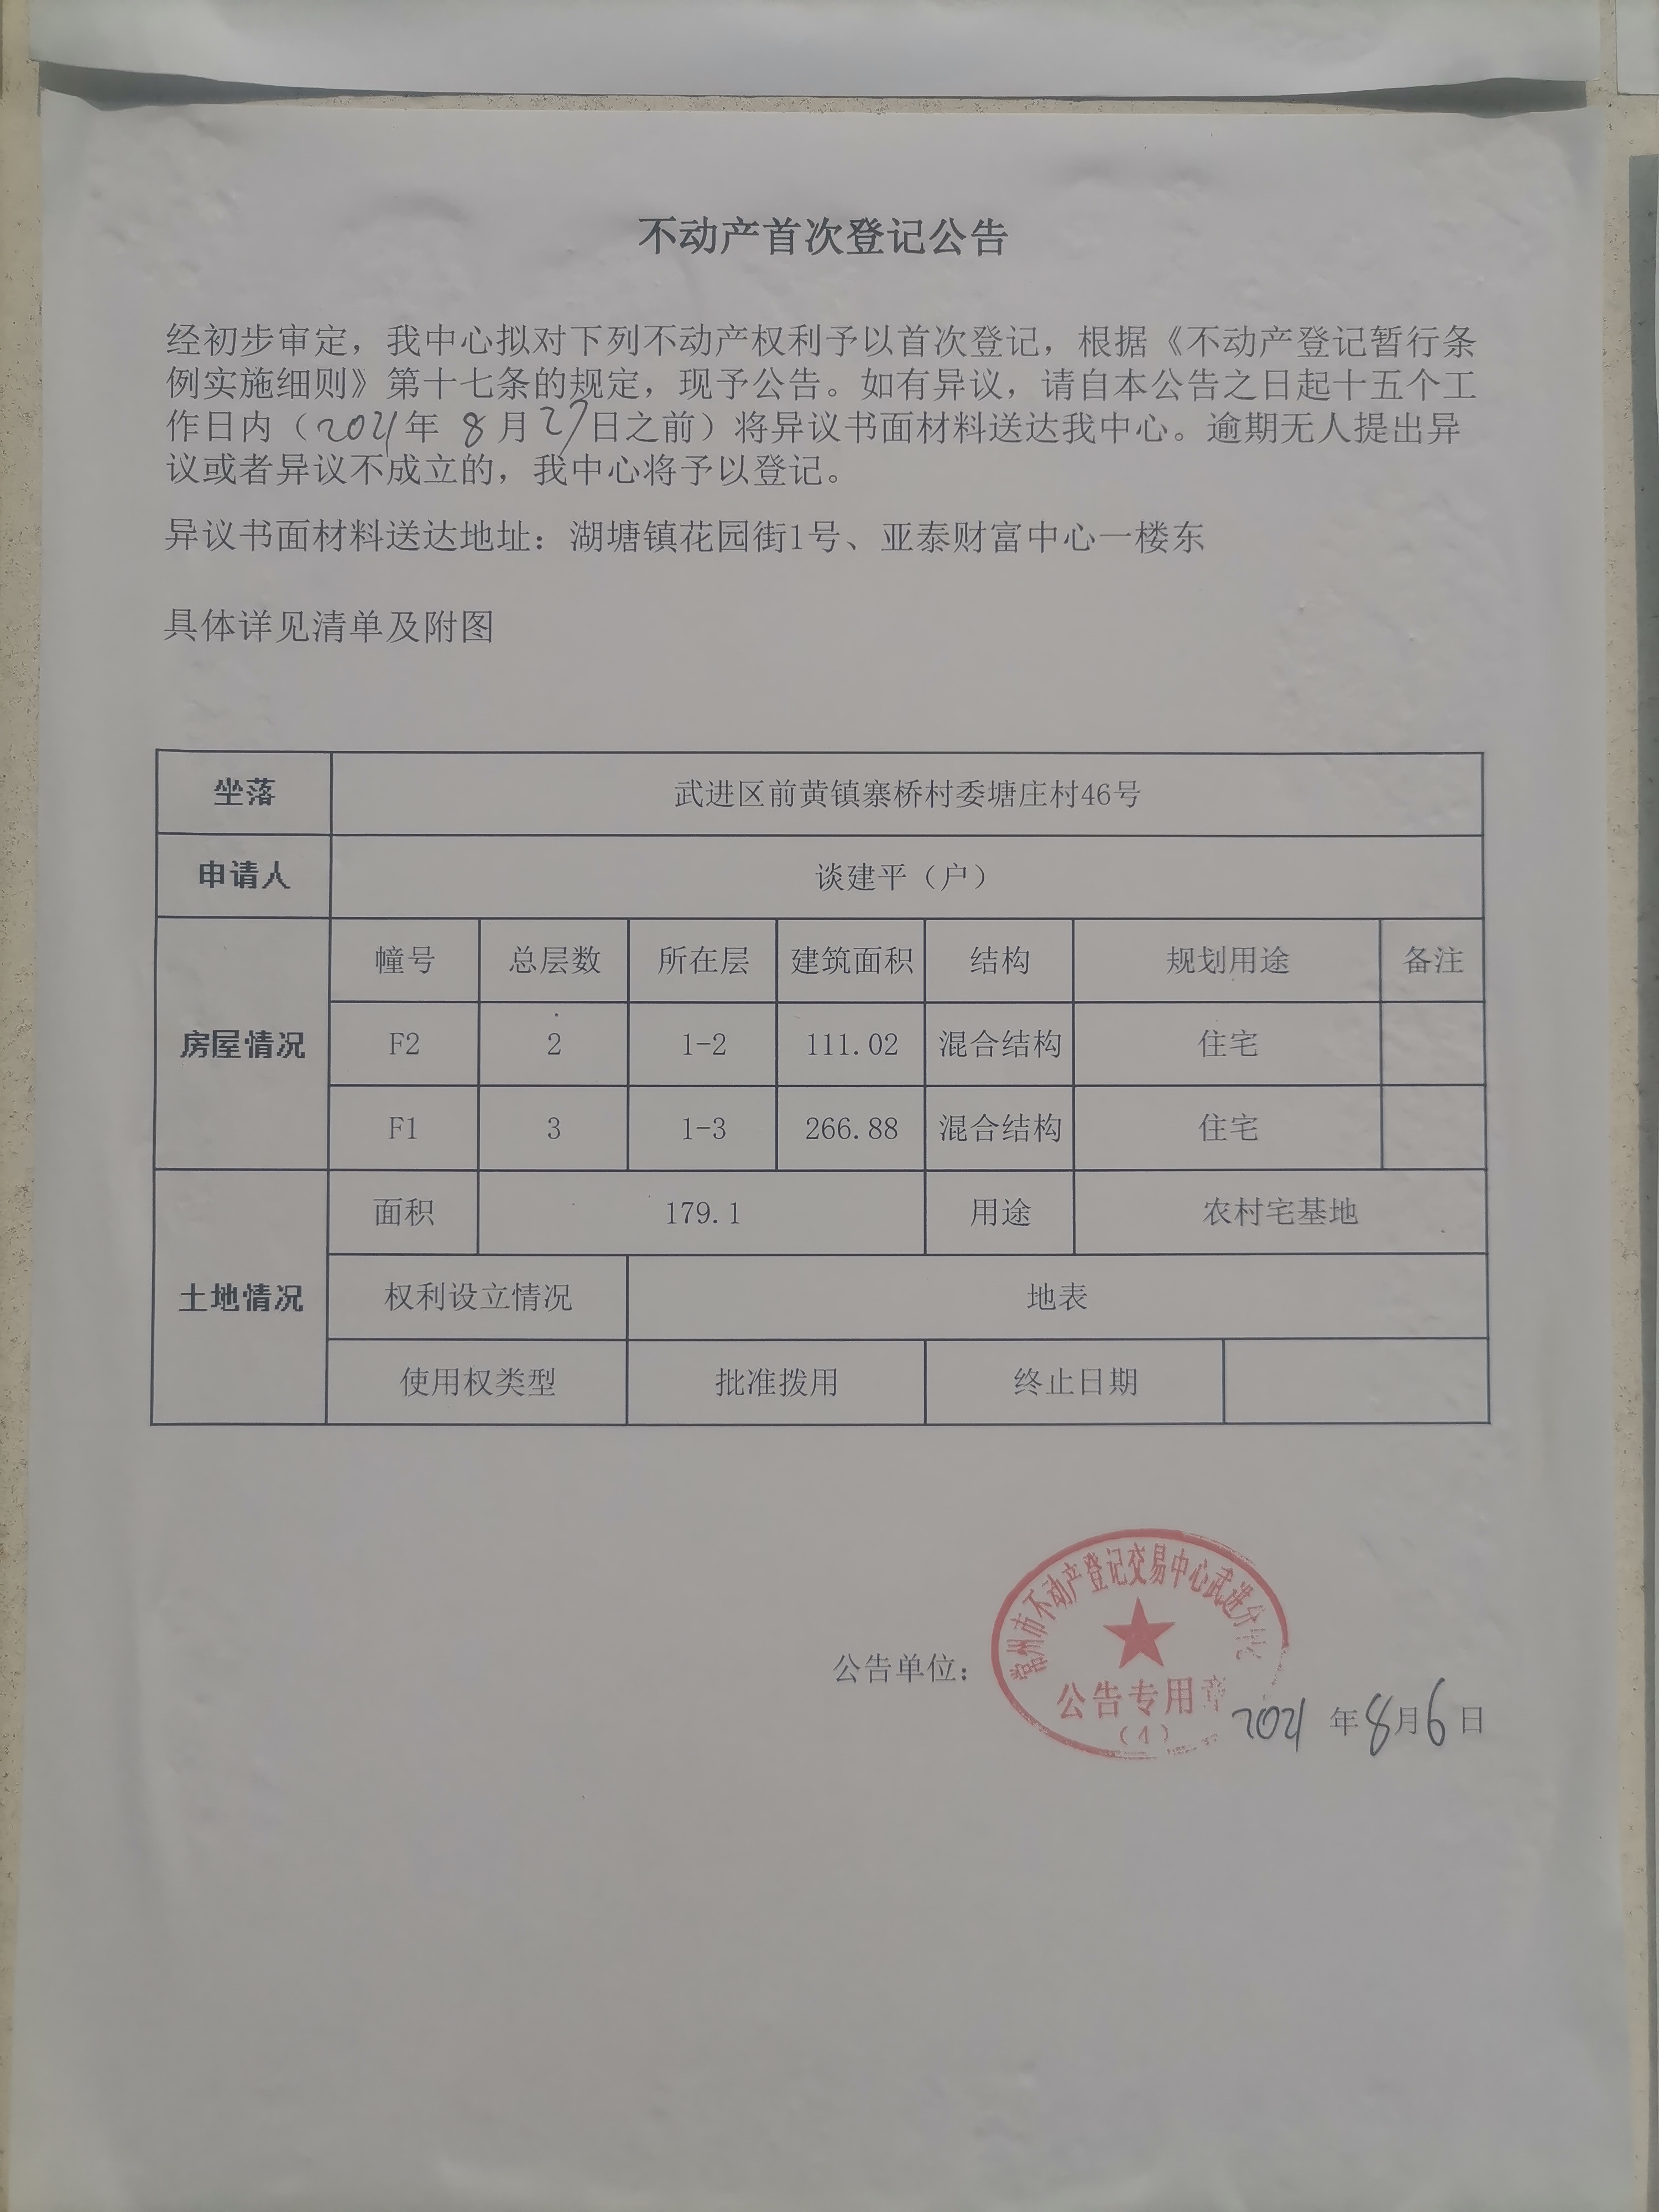 不动产首次登记公告
经初步审定，我中心拟对下列不动产权利予以首次登记，根据《不动产登记暂行条
例实施细则》第十七条的规定，现予公告。如有异议，请自本公告之日起十五个工
作日内（2021年 8月27日之前）将异议书面材料送达我中心。逾期无人提出异
议或者异议不成立的，我中心将予以登记。
异议书面材料送达地址：湖塘镇花园街1号、亚泰财富中心一楼东
具体详见清单及附图
坐落 武进区前黄镇寨桥村委塘庄村46号
申请人 谈建平（户）
房屋情况 幢号 总层数 所在层 建筑面积 结构 规划用途 备注
F2 2 1-2 111.02 混合结构 住宅
F1 3 1-3 266.88 混合结构 住宅
土地情况 面积 179.1 用途 农村宅基地
权利设立情况 地表
使用权类型 批准拨用 终止日期
常州市不动产登记交易中心武进分中心
公告专用章
公告单位：
2021 年8月6日